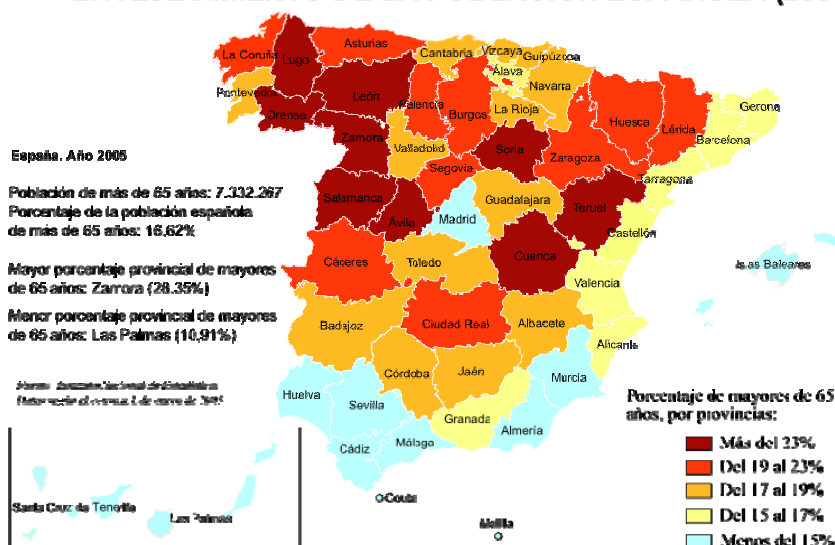 La Coruña
Lugo
Asturias
Cantabria
Vizcaya
Guipúzcoa
Álava
Navarra
Pontevedra
Orense
León
Palencia
Burgos
La Rioja
Huesca
Lérida
Gerona
Barcelona
Zamora
Valladolid
Soria
Zaragoza
Segovia
Tarragona
Salamanca
Ávila
Madrid
Guadalajara
Teruel
Castellón
Cáceres
Toledo
Cuenca
Islas Baleares
Valencia
Badajoz
Ciudad Real
Albacete
Alicante
Córdoba
Jaén
Murcia
Huelva
Sevilla
Granada
Almería
Cádiz
Málaga
Ceuta
Melilla
Santa Cruz de Tenerife
Las Palmas
España. Año 2005
Población de más de 65 años: 7.332.267
Porcentaje de la población española
de más de 65 años: 16,62%
Mayor porcentaje provincial de mayores
de 65 años: Zamora (28.35%)
Menor porcentaje provincial de mayores
de 65 años: Las Palmas (10,91%)
Porcentaje de mayores de 65
años, por provincias:
Más del 23%
Del 19 al 23%
Del 17 al 19%
Del 15 al 17%
Menos del 15%